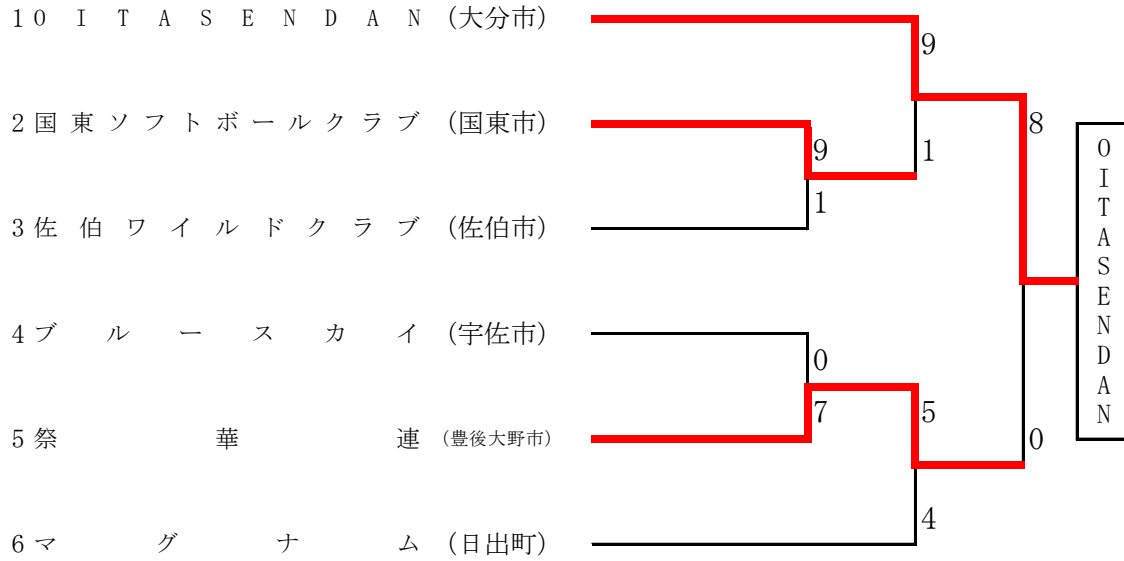 1 O I T A S E N D A N (大分市)
9
2 国東ソフトボールクラブ (国東市)
8
9
1
1
3 佐伯ワイルドクラブ (佐伯市)
4 ブルースカイ (宇佐市)
0
7
5
5 祭華連 (豊後大野市)
0
4
6 マグナム (日出町)
OITASENDAN